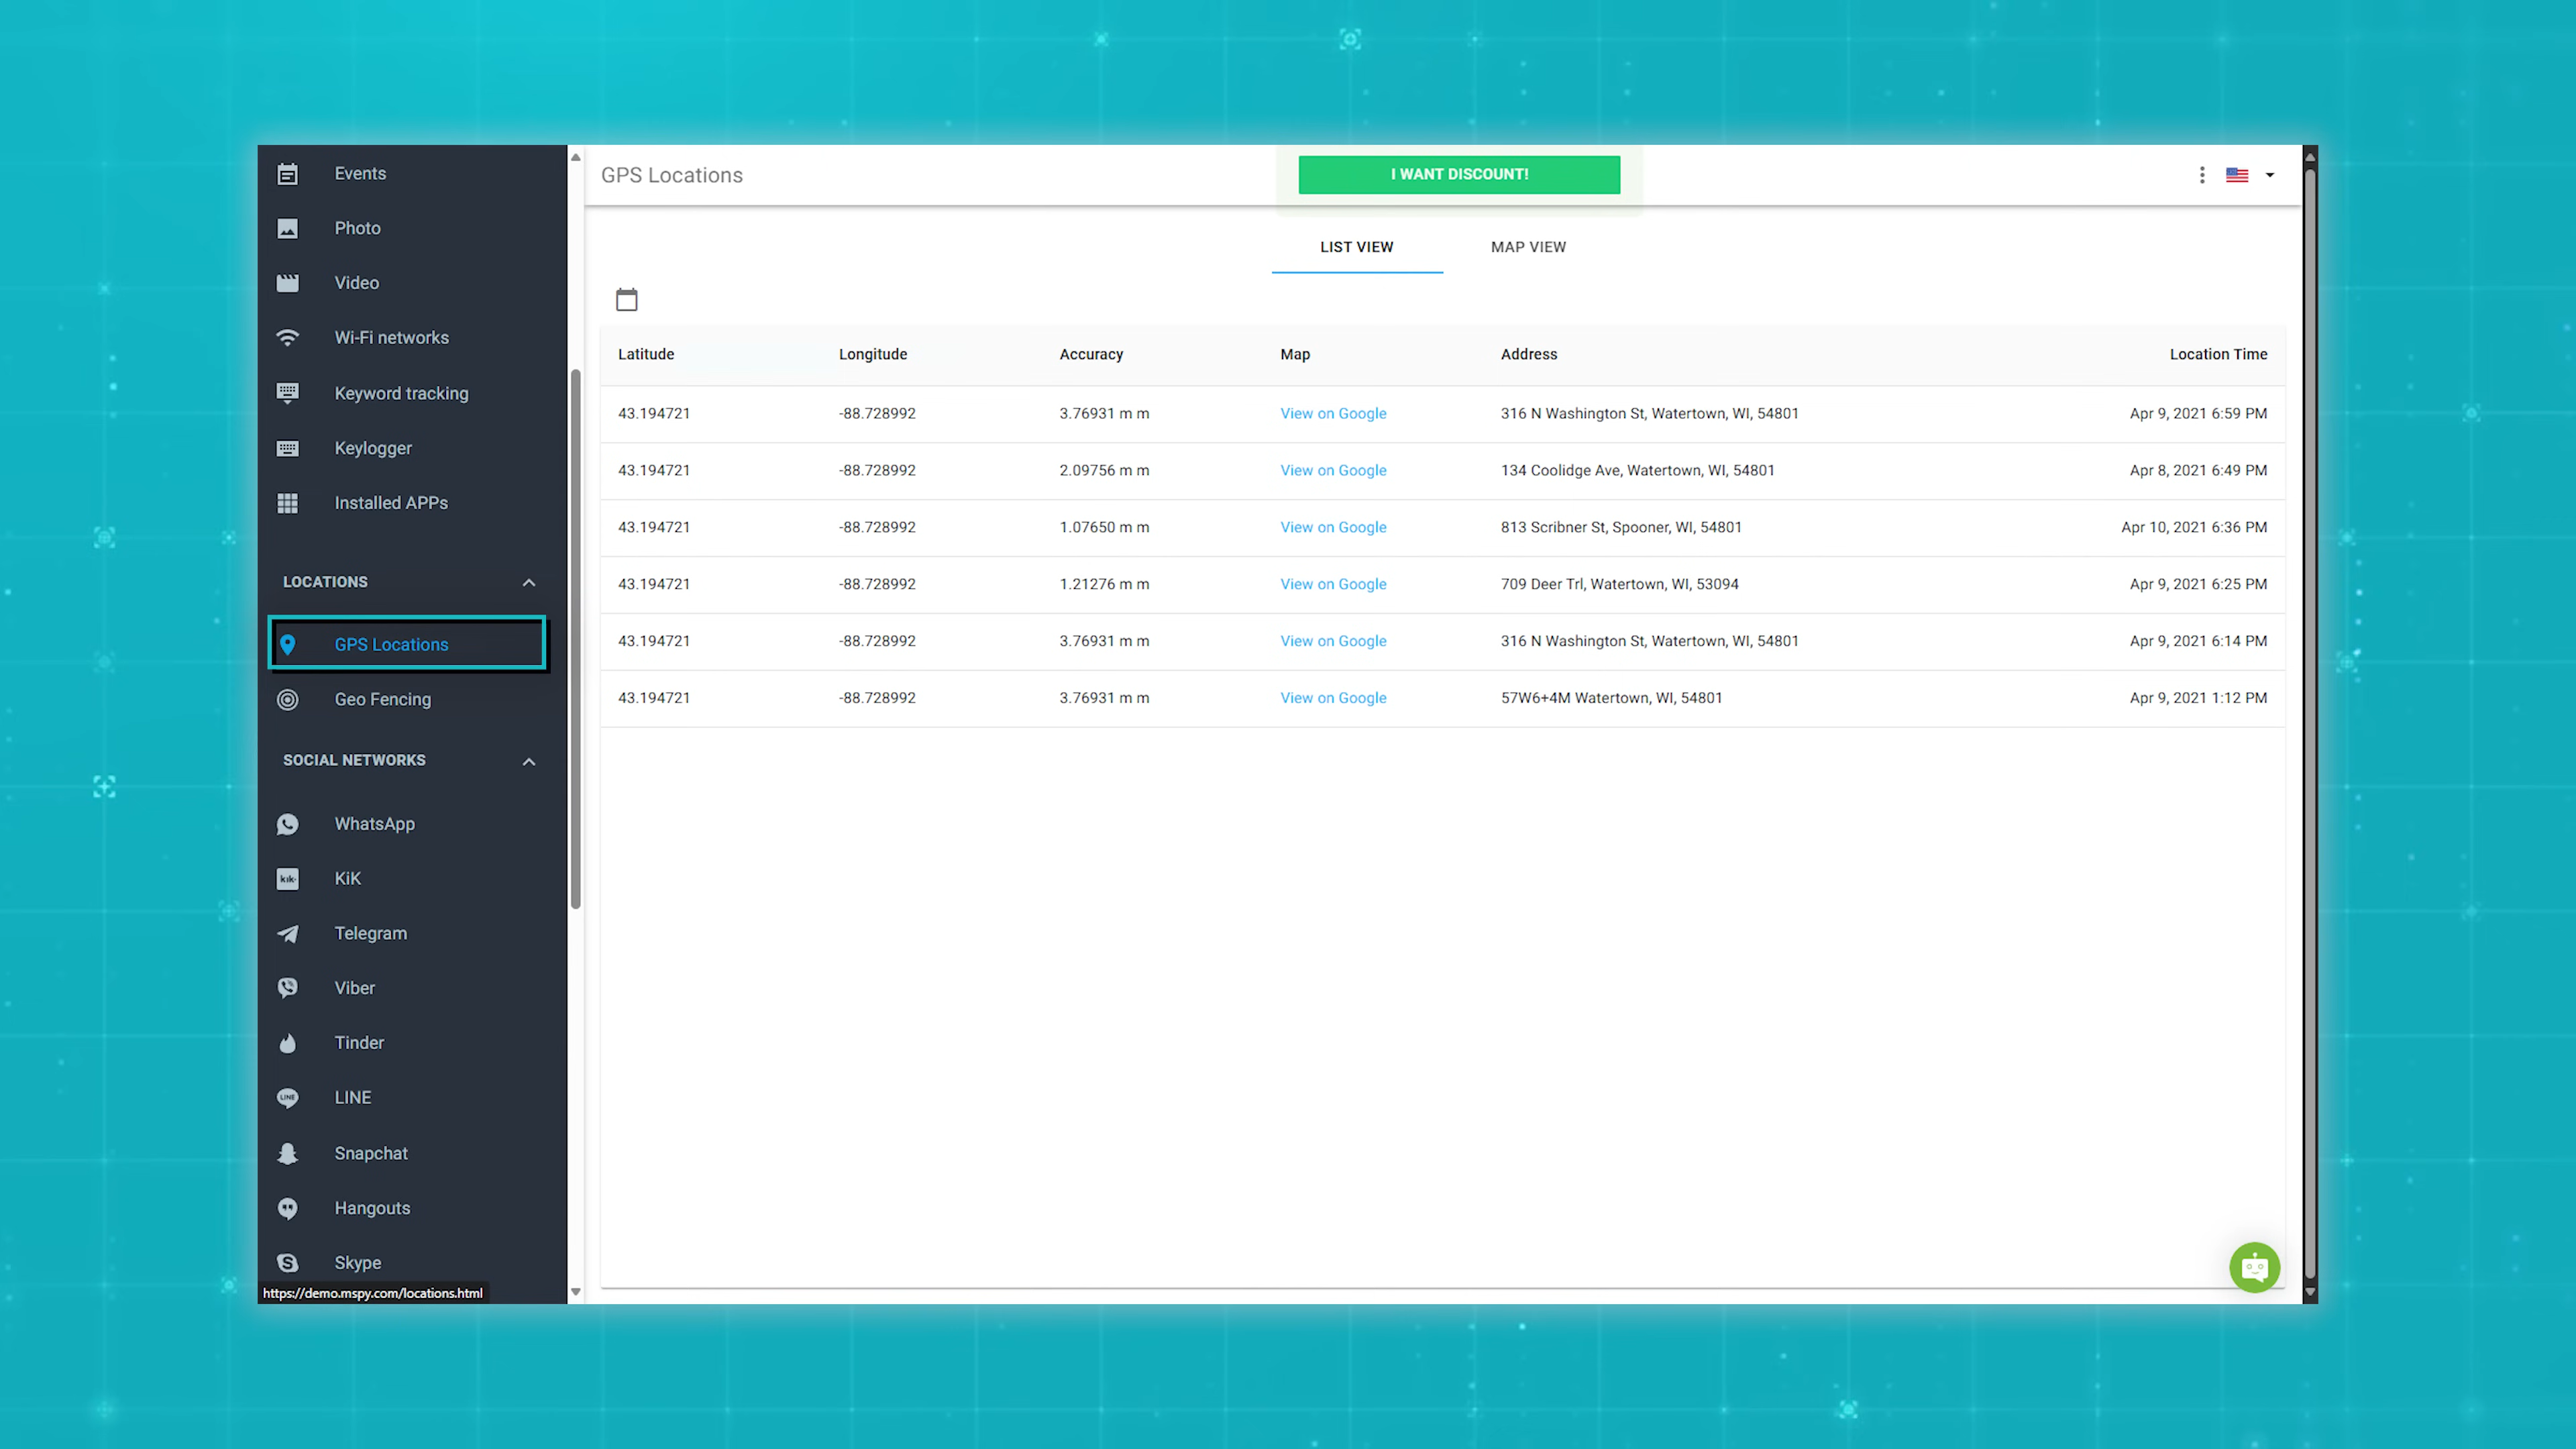 Events
Photo
Video
Wi-Fi networks
Keyword tracking
Keylogger
Installed APPs
LOCATIONS
GPS Locations
Geo Fencing
SOCIAL NETWORKS
WhatsApp
kik. KiK
Telegram
Viber
Tinder
LINE LINE
Snapchat
Hangouts
Skype
https://demo.mspy.com/locations.html
GPS Locations
I WANT DISCOUNT!
LIST VIEW MAP VIEW
Latitude Longitude Accuracy Map Address Location Time
43.194721 -88.728992 3.76931 m m View on Google 316 N Washington St, Watertown, WI, 54801 Apr 9, 2021 6:59 PM
43.194721 -88.728992 2.09756 m m View on Google 134 Coolidge Ave, Watertown, WI, 54801 Apr 8, 2021 6:49 PM
43.194721 -88.728992 1.07650 m m View on Google 813 Scribner St, Spooner, WI, 54801 Apr 10, 2021 6:36 PM
43.194721 -88.728992 1.21276 m m View on Google 709 Deer Trl, Watertown, WI, 53094 Apr 9, 2021 6:25 PM
43.194721 -88.728992 3.76931 m m View on Google 316 N Washington St, Watertown, WI, 54801 Apr 9, 2021 6:14 PM
43.194721 -88.728992 3.76931 m m View on Google 57W6+4M Watertown, WI, 54801 Apr 9, 2021 1:12 PM